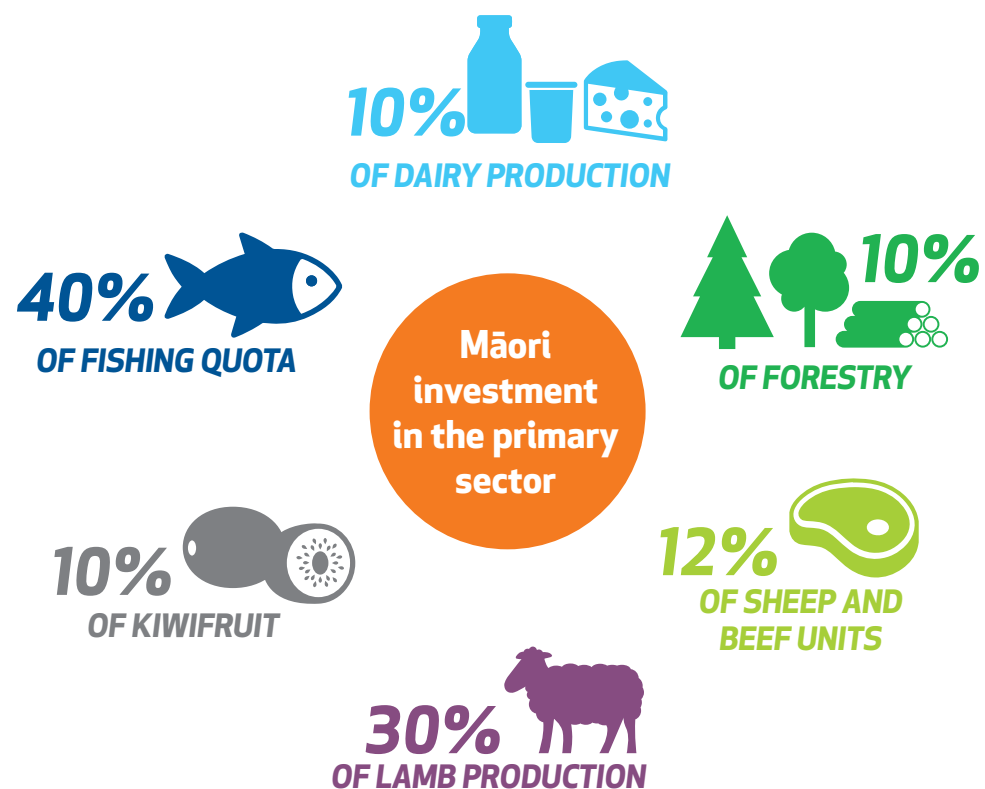 10%
OF DAIRY PRODUCTION
40%
OF FISHING QUOTA
10%
OF FORESTRY
Māori
investment
in the primary
sector
10%
OF KIWIFRUIT
12%
OF SHEEP AND
BEEF UNITS
30%
OF LAMB PRODUCTION